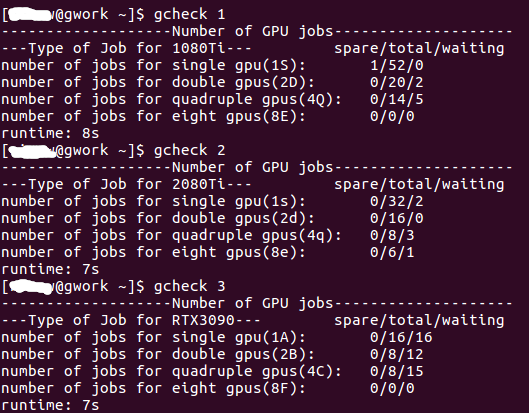 [@gwork ~]$ gcheck 1
-------------------Number of GPU jobs--------------------
---Type of Job for 1080Ti--- spare/total/waiting
number of jobs for single gpu(1S): 1/52/0
number of jobs for double gpus(2D): 0/20/2
number of jobs for quadruple gpus(4Q): 0/14/5
number of jobs for eight gpus(8E): 0/0/0
runtime: 8s
[@gwork ~]$ gcheck 2
-------------------Number of GPU jobs--------------------
---Type of Job for 2080Ti--- spare/total/waiting
number of jobs for single gpu(1s): 0/32/2
number of jobs for double gpus(2d): 0/16/0
number of jobs for quadruple gpus(4q): 0/8/3
number of jobs for eight gpus(8e): 0/6/1
runtime: 7s
[@gwork ~]$ gcheck 3
-------------------Number of GPU jobs--------------------
---Type of Job for RTX3090--- spare/total/waiting
number of jobs for single gpu(1A): 0/16/16
number of jobs for double gpus(2B): 0/8/12
number of jobs for quadruple gpus(4C): 0/8/15
number of jobs for eight gpus(8F): 0/0/0
runtime: 7s